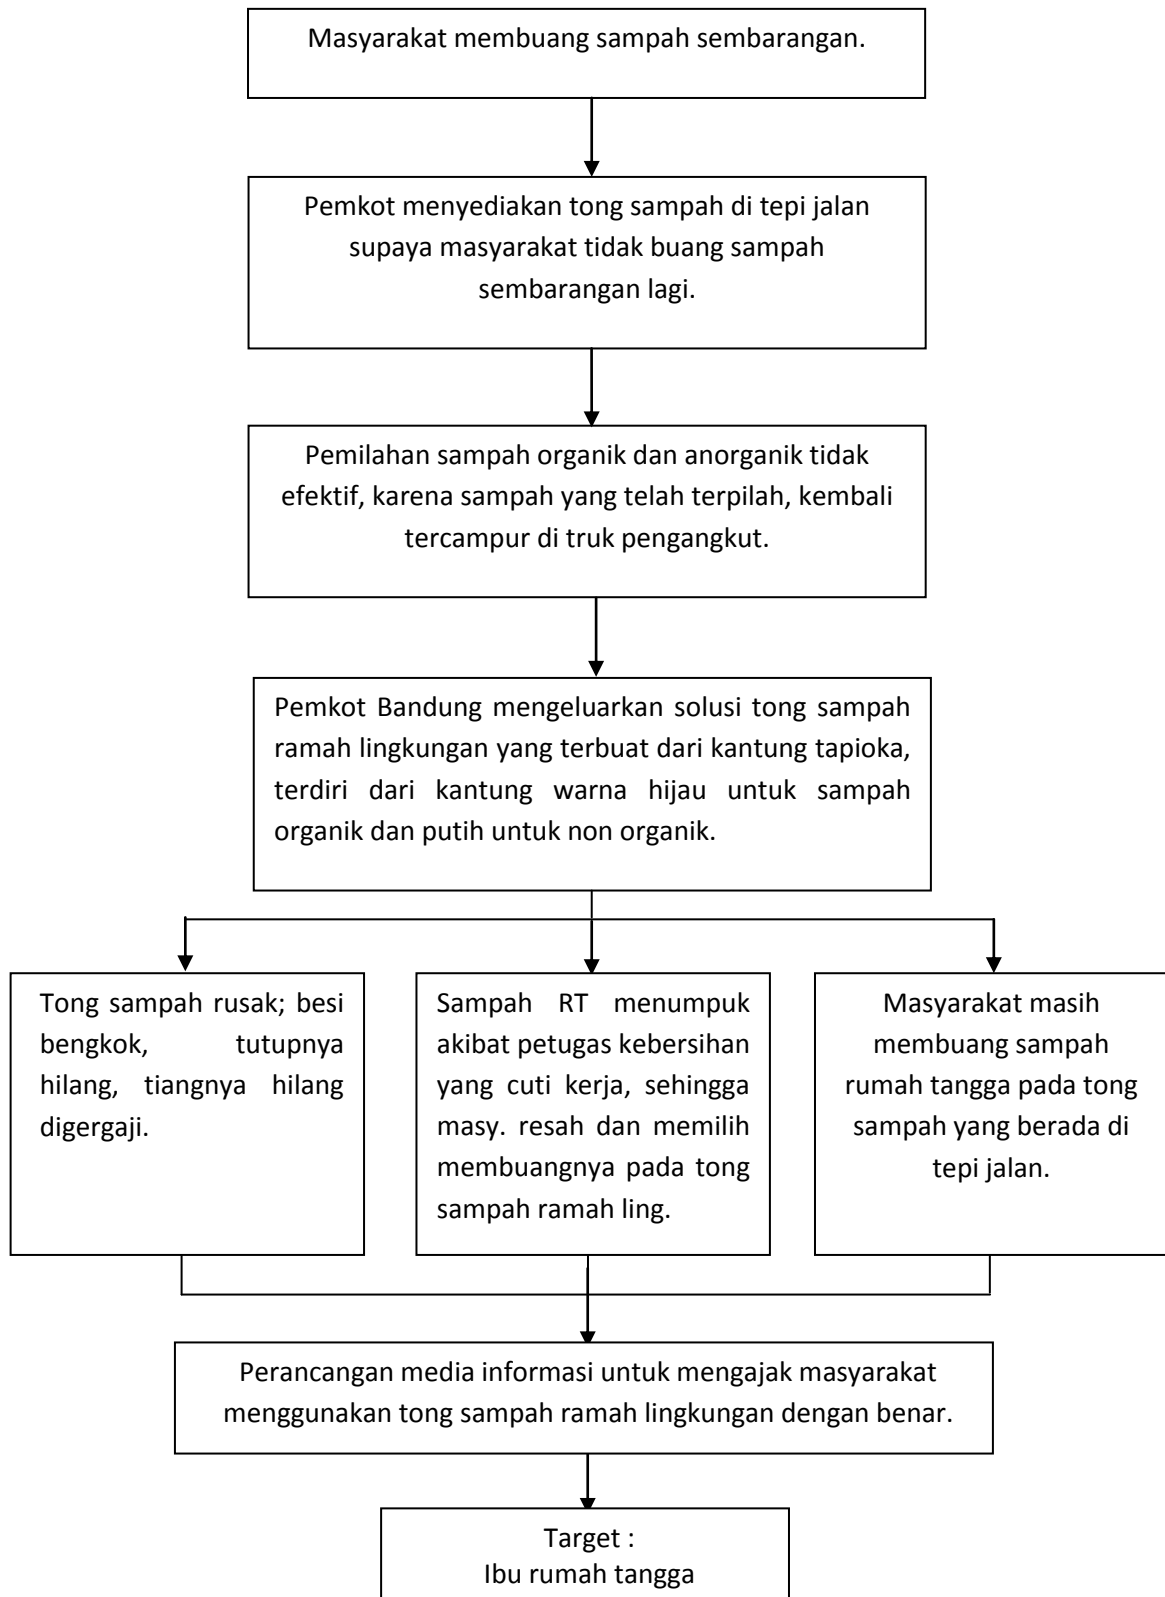 Masyarakat membuang sampah sembarangan.
Pemkot menyediakan tong sampah di tepi jalan
supaya masyarakat tidak buang sampah
sembarangan lagi.
Pemilahan sampah organik dan anorganik tidak
efektif, karena sampah yang telah terpilah, kembali
tercampur di truk pengangkut.
Pemkot Bandung mengeluarkan solusi tong sampah
ramah lingkungan yang terbuat dari kantung tapioka,
terdiri dari kantung warna hijau untuk sampah
organik dan putih untuk non organik.
Tong sampah rusak; besi
bengkok, tutupnya
hilang, tiangnya hilang
digergaji.
Sampah RT menumpuk
akibat petugas kebersihan
yang cuti kerja, sehingga
masy. resah dan memilih
membuangnya pada tong
sampah ramah ling.
Masyarakat masih
membuang sampah
rumah tangga pada tong
sampah yang berada di
tepi jalan.
Perancangan media informasi untuk mengajak masyarakat
menggunakan tong sampah ramah lingkungan dengan benar.
Target :
Ibu rumah tangga